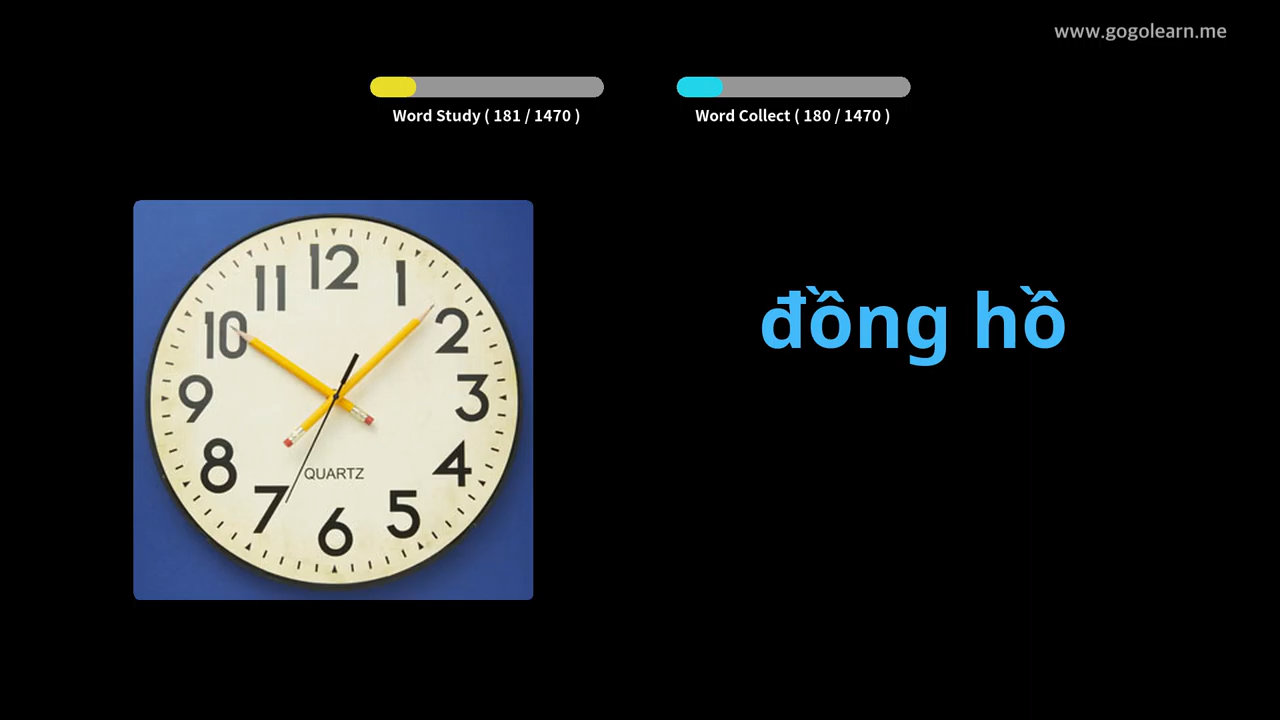 www.gogolearn.me
Word Study ( 181 / 1470 )
Word Collect ( 180 / 1470 )
12
11
1
10
2
9
3
8
4
7
5
6
QUARTZ
đồng hồ